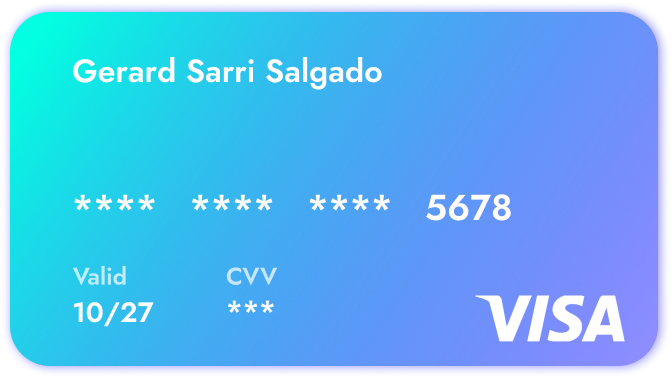 Gerard Sarri Salgado
**** **** **** 5678
Valid CVV
10/27 ***
VISA